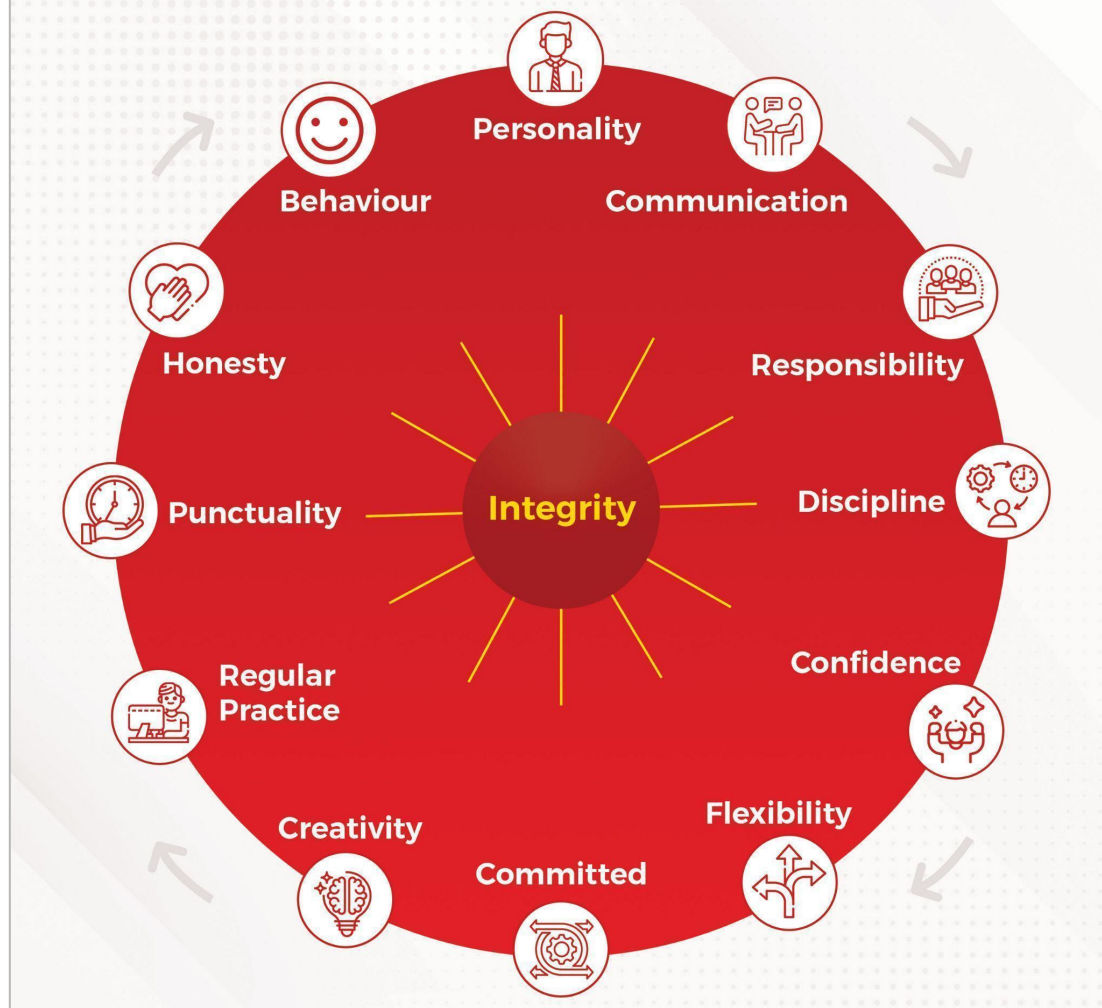 Personality
Communication
Responsibility
Discipline
Confidence
Flexibility
Committed
Creativity
Regular
Practice
Punctuality
Honesty
Behaviour
Integrity